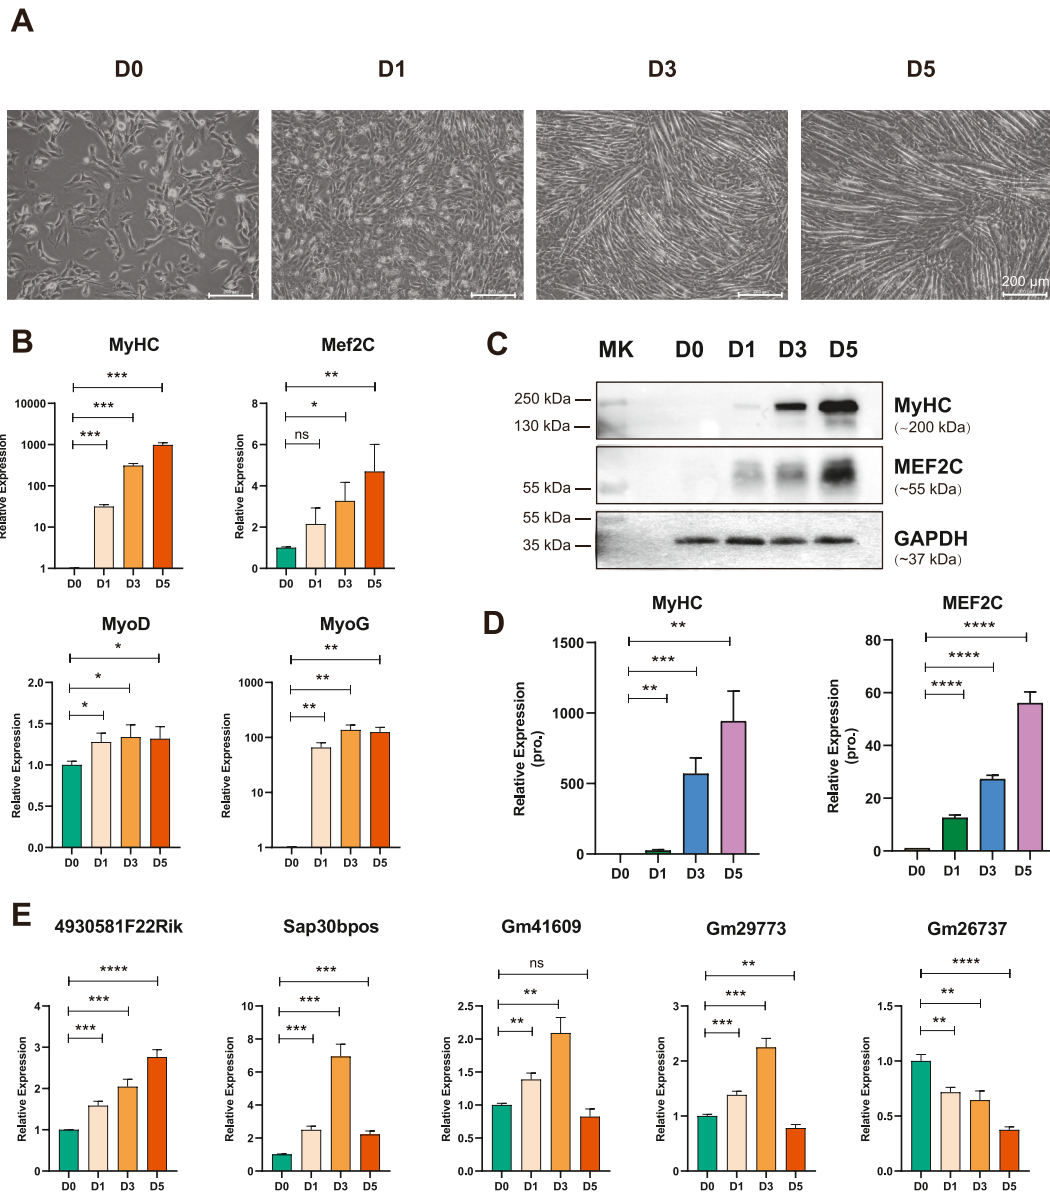 A
D0 D1 D3 D5
200 μm
B
MyHC
***
***
***
Relative Expression
10000
1000
100
10
1
D0 D1 D3 D5
Mef2C
**
*
ns
Relative Expression
8
6
4
2
0
D0 D1 D3 D5
MyoD
*
*
*
Relative Expression
2.0
1.5
1.0
0.5
0.0
D0 D1 D3 D5
MyoG
**
**
**
Relative Expression
1000
100
10
1
D0 D1 D3 D5
C
MK D0 D1 D3 D5
250 kDa
130 kDa
MyHC
(~200 kDa)
55 kDa
MEF2C
(~55 kDa)
55 kDa
35 kDa
GAPDH
(~37 kDa)
D
MyHC
**
***
**
Relative Expression
(pro.)
1500
1000
500
0
D0 D1 D3 D5
MEF2C
****
****
****
Relative Expression
(pro.)
80
60
40
20
0
D0 D1 D3 D5
E
4930581F22Rik
****
***
***
Relative Expression
4
3
2
1
0
D0 D1 D3 D5
Sap30bpos
***
***
***
Relative Expression
10
8
6
4
2
0
D0 D1 D3 D5
Gm41609
ns
**
**
Relative Expression
2.5
2.0
1.5
1.0
0.5
0.0
D0 D1 D3 D5
Gm29773
**
***
***
Relative Expression
3
2
1
0
D0 D1 D3 D5
Gm26737
****
**
**
Relative Expression
1.5
1.0
0.5
0.0
D0 D1 D3 D5